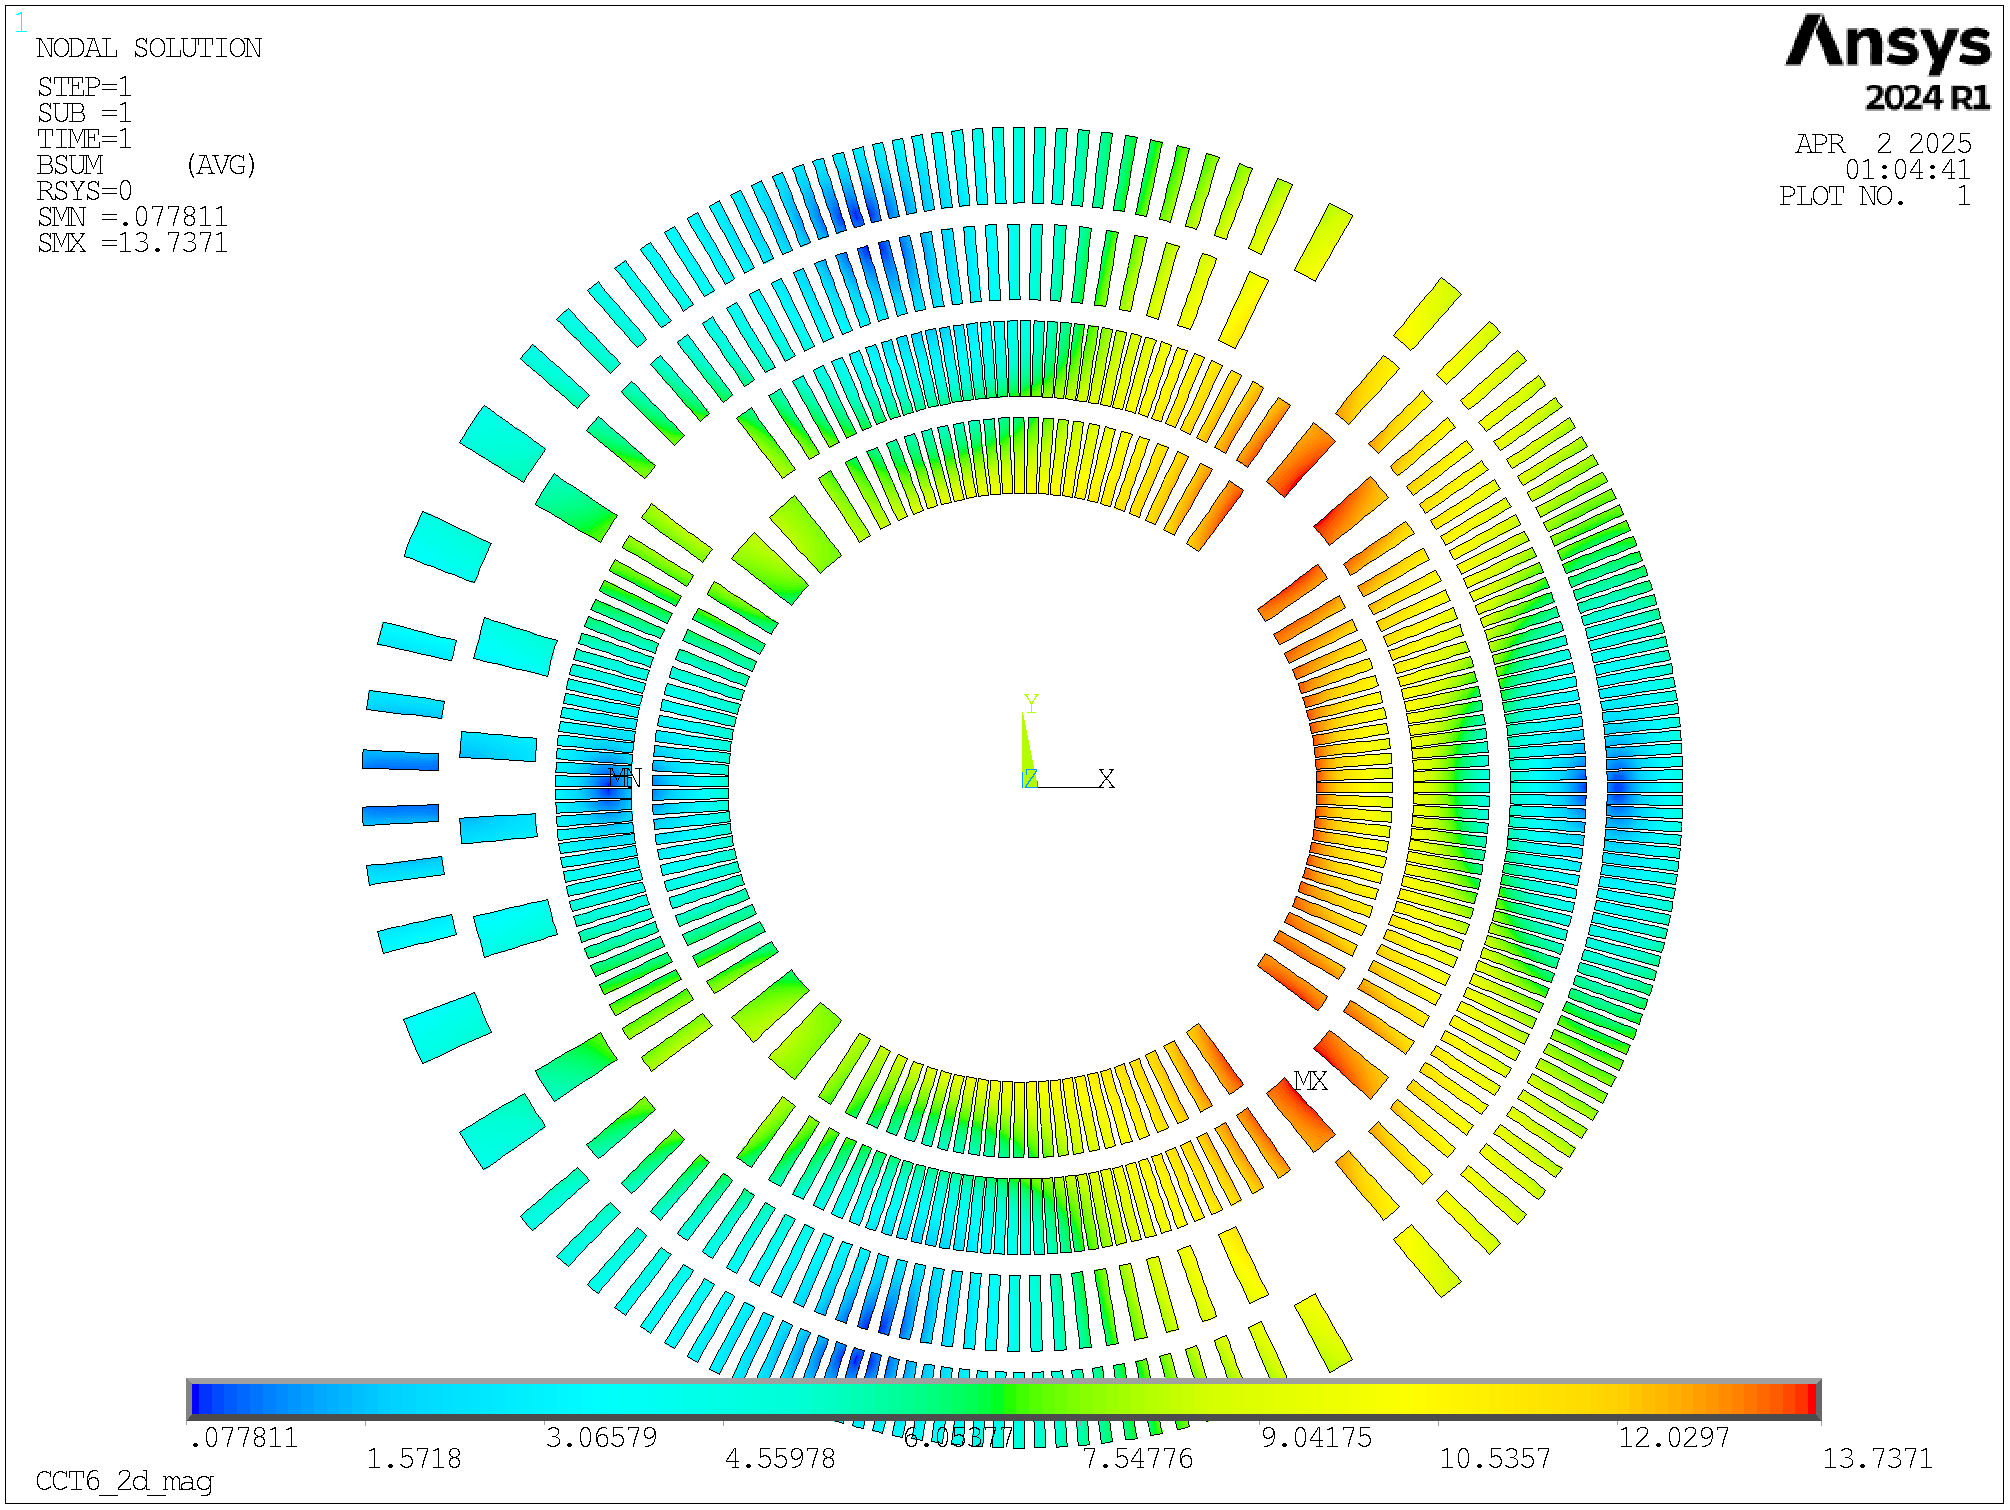 1
NODAL SOLUTION
STEP=1
SUB =1
TIME=1
BSUM (AVG)
RSYS=0
SMN =.077811
SMX =13.7371
Ansys
2024 R1
APR 2 2025
01:04:41
PLOT NO. 1
Y
MN
Z X
MX
.077811 3.06579 6.05377 9.04175 12.0297
1.5718 4.55978 7.54776 10.5357 13.7371
CCT6_2d_mag